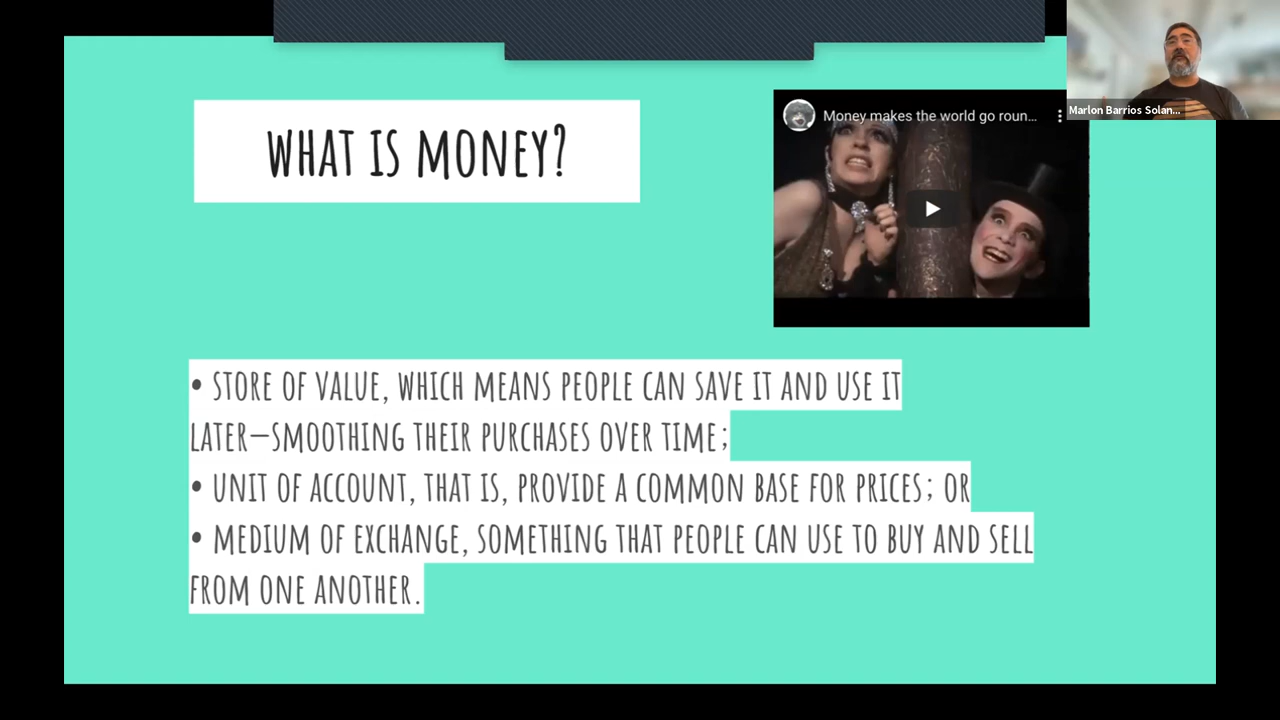 WHAT IS MONEY?
Money makes the world go roun...
Marlon Barrios Solan...
• STORE OF VALUE, WHICH MEANS PEOPLE CAN SAVE IT AND USE IT
LATER—SMOOTHING THEIR PURCHASES OVER TIME;
• UNIT OF ACCOUNT, THAT IS, PROVIDE A COMMON BASE FOR PRICES; OR
• MEDIUM OF EXCHANGE, SOMETHING THAT PEOPLE CAN USE TO BUY AND SELL
FROM ONE ANOTHER.